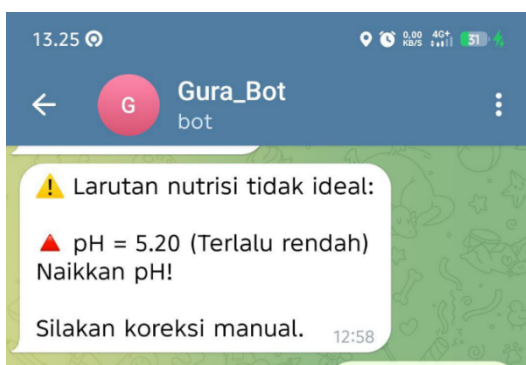 13.25
0,00 KB/S 4G+ 31
G
Gura_Bot
bot
⚠️ Larutan nutrisi tidak ideal:
🔺 pH = 5.20 (Terlalu rendah)
Naikkan pH!
Silakan koreksi manual. 12:58